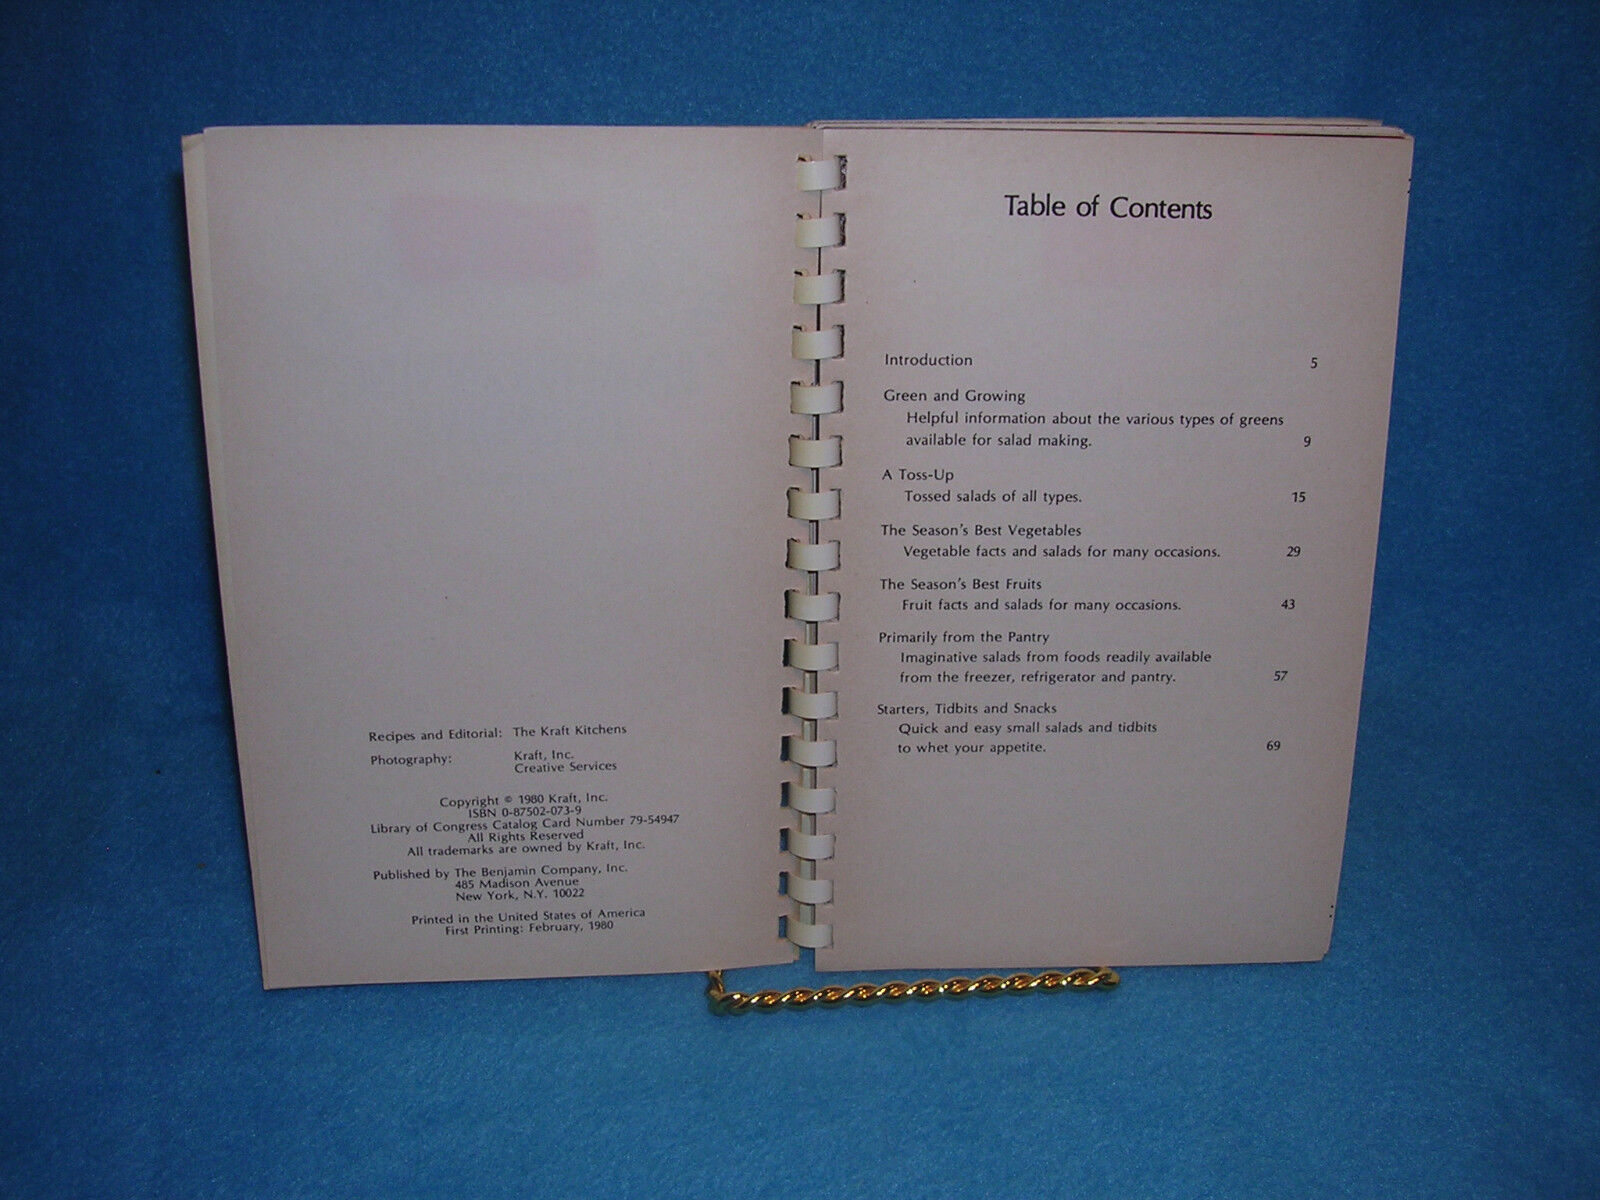 Recipes and Editorial: The Kraft Kitchens
Photography: Kraft, Inc.
Creative Services
Copyright © 1980 Kraft, Inc.
ISBN 0-87502-073-9
Library of Congress Catalog Card Number 79-54947
All Rights Reserved
All trademarks are owned by Kraft, Inc.
Published by The Benjamin Company, Inc.
485 Madison Avenue
New York, N.Y. 10022
Printed in the United States of America
First Printing: February, 1980
Table of Contents
Introduction 5
Green and Growing
Helpful information about the various types of greens
available for salad making. 9
A Toss-Up
Tossed salads of all types. 15
The Season's Best Vegetables
Vegetable facts and salads for many occasions. 29
The Season's Best Fruits
Fruit facts and salads for many occasions. 43
Primarily from the Pantry
Imaginative salads from foods readily available
from the freezer, refrigerator and pantry. 57
Starters, Tidbits and Snacks
Quick and easy small salads and tidbits
to whet your appetite. 69